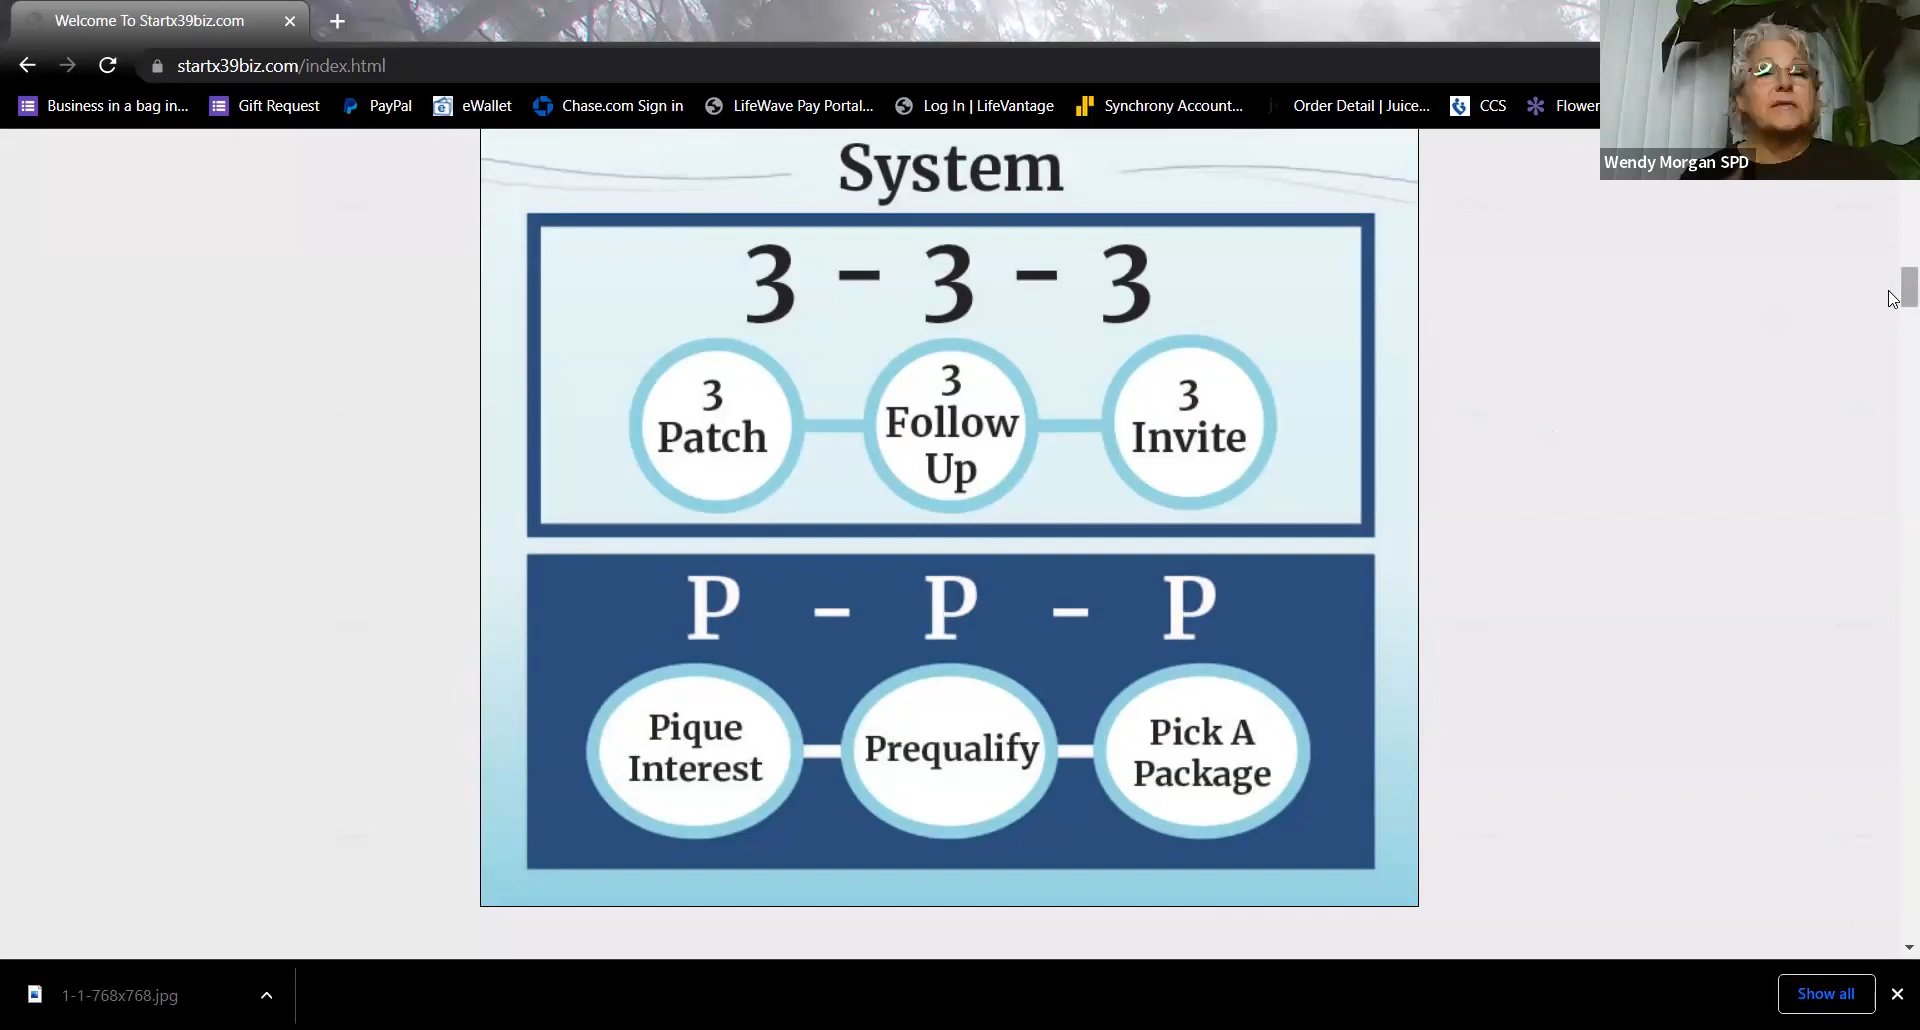 Welcome To Startx39biz.com
startx39biz.com/index.html
Business in a bag in... Gift Request PayPal eWallet Chase.com Sign in LifeWave Pay Portal... Log In | LifeVantage Synchrony Account... Order Detail | Juice... CCS Flower
Wendy Morgan SPD
System
3 - 3 - 3
3
Patch
3
Follow
Up
3
Invite
P - P - P
Pique
Interest
Prequalify
Pick A
Package
1-1-768x768.jpg
Show all